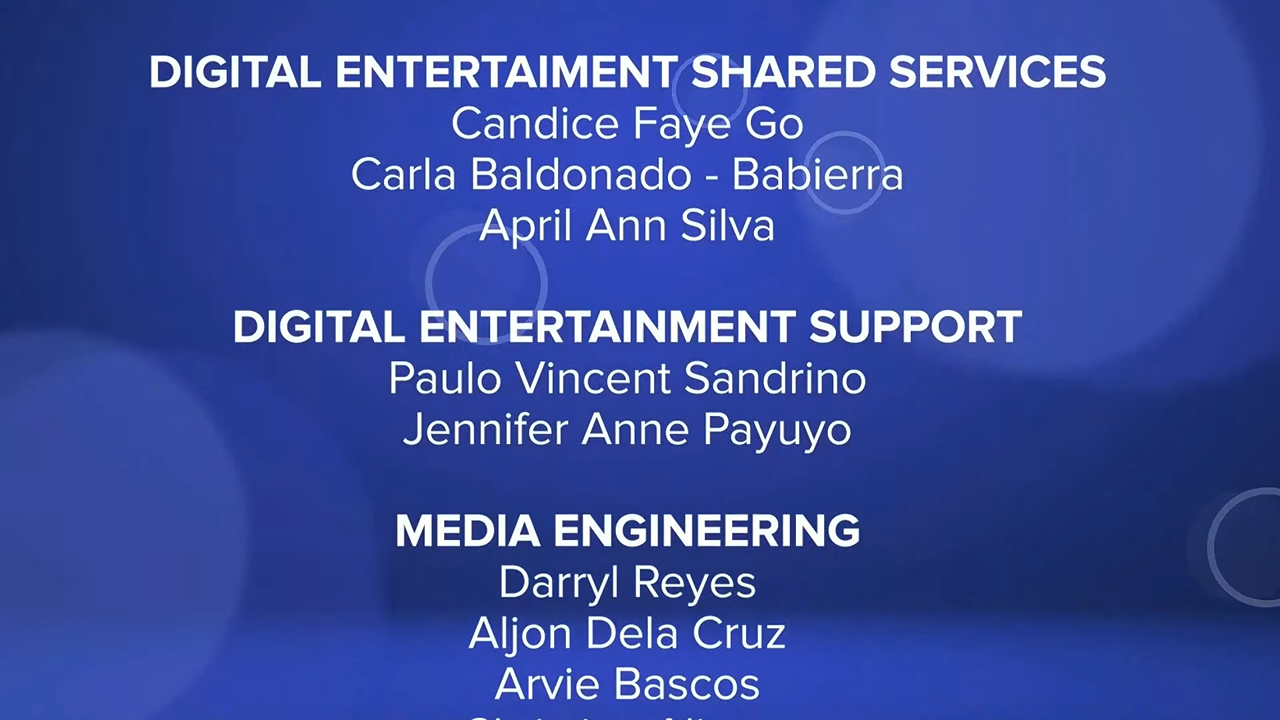 DIGITAL ENTERTAIMENT SHARED SERVICES
Candice Faye Go
Carla Baldonado - Babierra
April Ann Silva
DIGITAL ENTERTAINMENT SUPPORT
Paulo Vincent Sandrino
Jennifer Anne Payuyo
MEDIA ENGINEERING
Darryl Reyes
Aljon Dela Cruz
Arvie Bascos